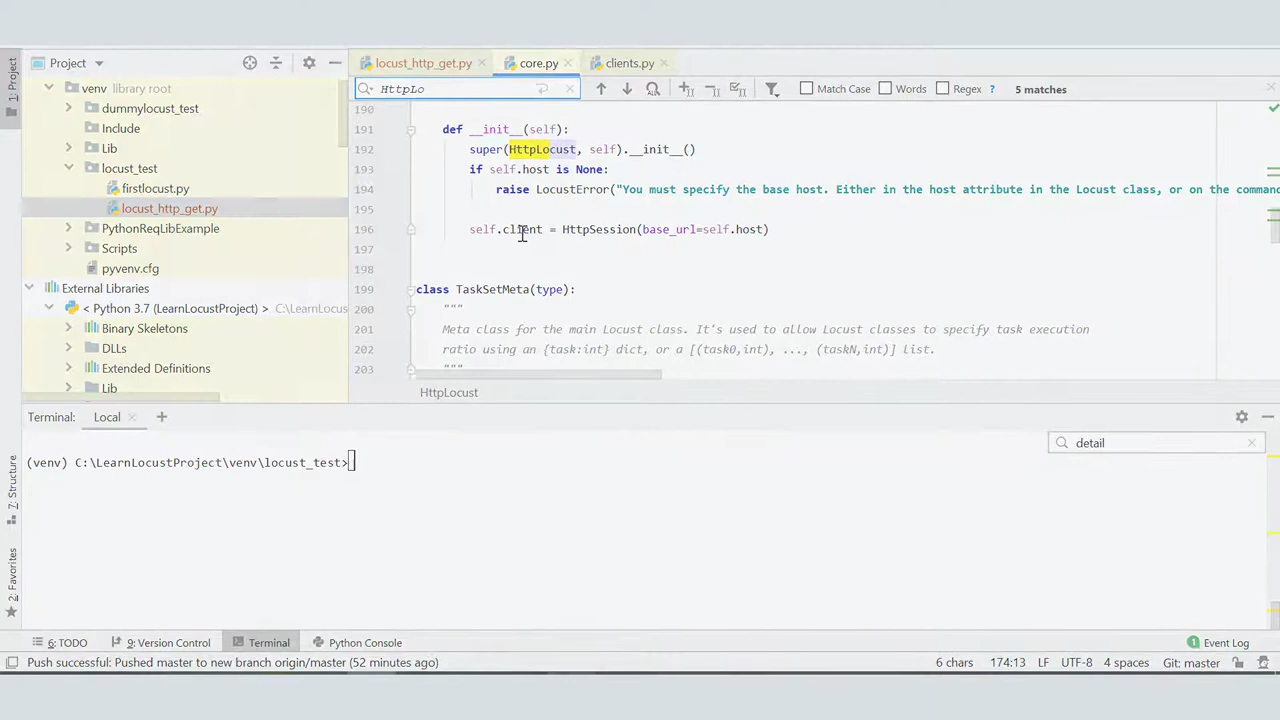 1: Project
7: Structure
2: Favorites
Project
venv library root
dummylocust_test
Include
Lib
locust_test
firstlocust.py
locust_http_get.py
PythonReqLibExample
Scripts
pyvenv.cfg
External Libraries
< Python 3.7 (LearnLocustProject) > C:\LearnLocus
Binary Skeletons
DLLs
Extended Definitions
Lib
locust_http_get.py
core.py
clients.py
HttpLo
Match Case
Words
Regex
?
5 matches
190
191 def __init__(self):
192 super(HttpLocust, self).__init__()
193 if self.host is None:
194 raise LocustError("You must specify the base host. Either in the host attribute in the Locust class, or on the comman
195
196 self.client = HttpSession(base_url=self.host)
197
198
199 class TaskSetMeta(type):
200 """
201 Meta class for the main Locust class. It's used to allow Locust classes to specify task execution
202 ratio using an {task:int} dict, or a [(task0,int), ..., (taskN,int)] list.
203 """
HttpLocust
Terminal: Local
detail
(venv) C:\LearnLocustProject\venv\locust_test>
6: TODO
9: Version Control
Terminal
Python Console
1 Event Log
Push successful: Pushed master to new branch origin/master (52 minutes ago)
6 chars 174:13 LF UTF-8 4 spaces Git: master